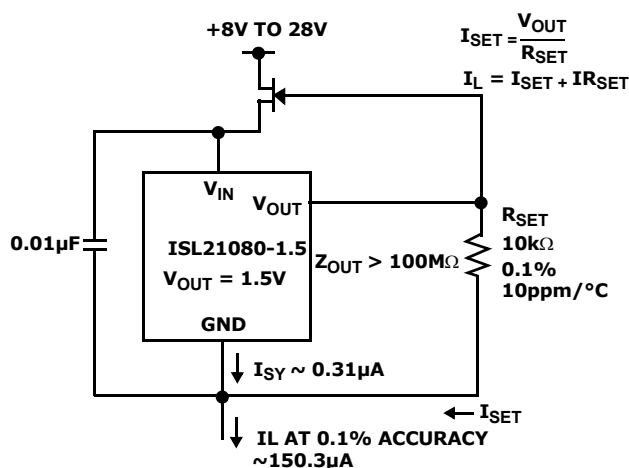 +8V TO 28V
I_SET = V_OUT / R_SET
I_L = I_SET + IR_SET
V_IN
V_OUT
0.01µF
ISL21080-1.5
V_OUT = 1.5V
GND
Z_OUT > 100MΩ
R_SET
10kΩ
0.1%
10ppm/°C
I_SY ~ 0.31µA
I_SET
IL AT 0.1% ACCURACY
~150.3µA